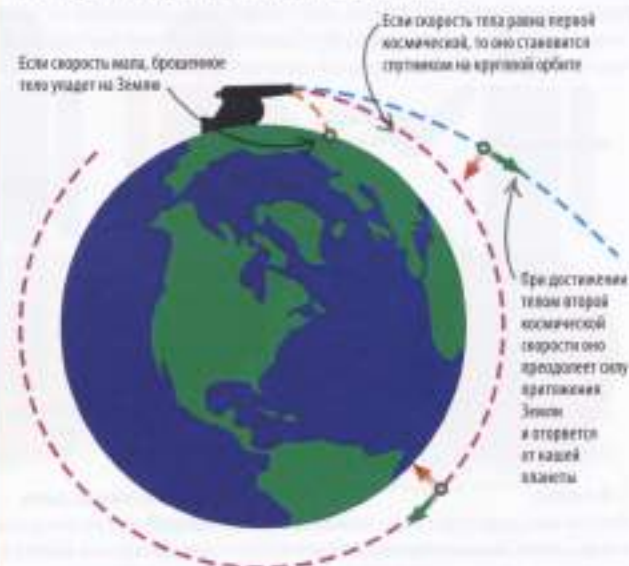 Если скорость мала, брошенное
тело упадет на Землю
Если скорость тела равна первой
космической, то оно становится
спутником на круговой орбите
При достижении
телом второй
космической
скорости оно
преодолеет силу
притяжения
Земли
и оторвется
от нашей
планеты